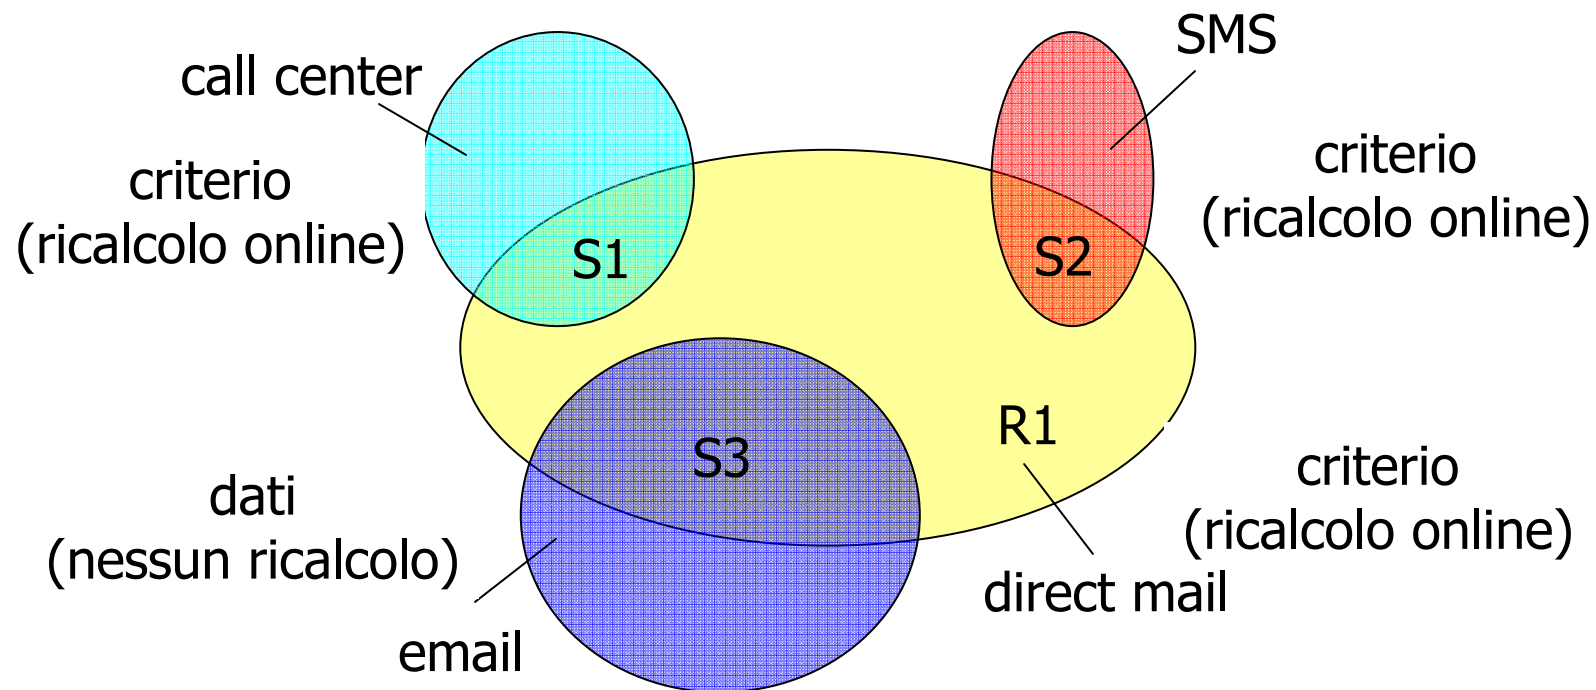 SMS
call center
criterio
(ricalcolo online)
criterio
(ricalcolo online)
S1
S2
R1
S3
criterio
(ricalcolo online)
dati
(nessun ricalcolo)
direct mail
email